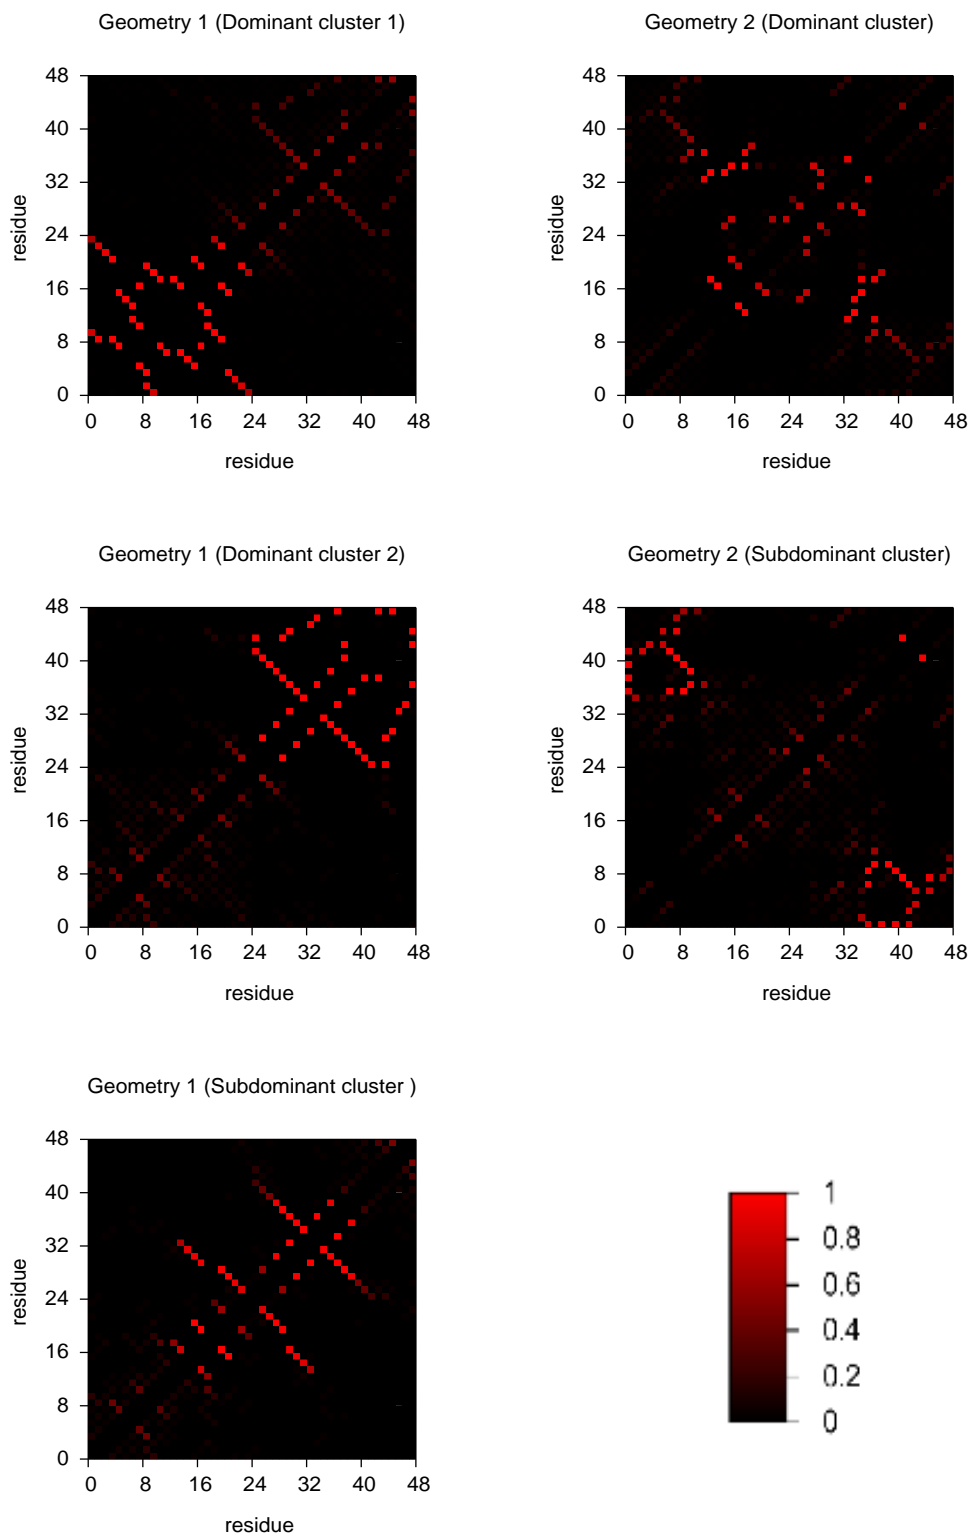 Geometry 1 (Dominant cluster 1)
48
40
32
24
16
8
0
residue
0 8 16 24 32 40 48
residue
Geometry 2 (Dominant cluster)
48
40
32
24
16
8
0
residue
0 8 16 24 32 40 48
residue
Geometry 1 (Dominant cluster 2)
48
40
32
24
16
8
0
residue
0 8 16 24 32 40 48
residue
Geometry 2 (Subdominant cluster)
48
40
32
24
16
8
0
residue
0 8 16 24 32 40 48
residue
Geometry 1 (Subdominant cluster )
48
40
32
24
16
8
0
residue
0 8 16 24 32 40 48
residue
1
0.8
0.6
0.4
0.2
0